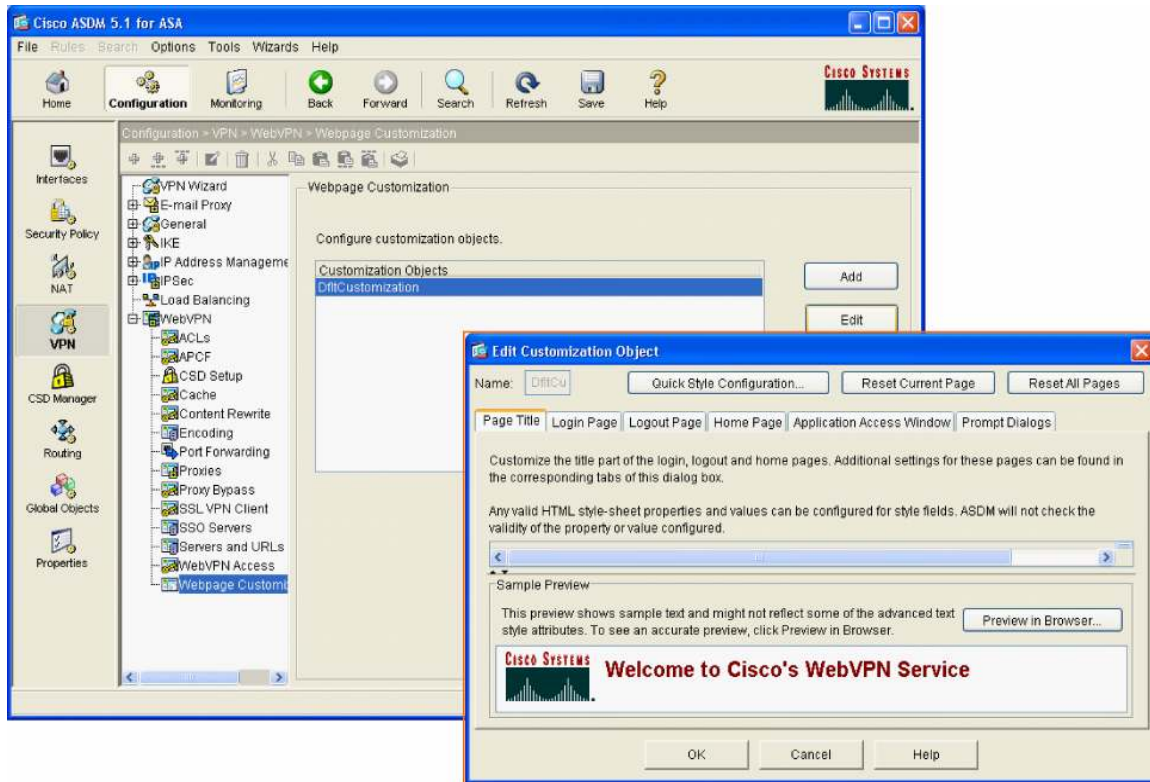 Cisco ASDM 5.1 for ASA
File Rules Search Options Tools Wizards Help
Home Configuration Monitoring Back Forward Search Refresh Save Help
CISCO SYSTEMS
Configuration > VPN > WebVPN > Webpage Customization
Interfaces
Security Policy
NAT
VPN
CSD Manager
Routing
Global Objects
Properties
VPN Wizard
E-mail Proxy
General
IKE
IP Address Manageme
IPSec
Load Balancing
WebVPN
ACLs
APCF
CSD Setup
Cache
Content Rewrite
Encoding
Port Forwarding
Proxies
Proxy Bypass
SSL VPN Client
SSO Servers
Servers and URLs
WebVPN Access
Webpage Customi
Webpage Customization
Configure customization objects.
Customization Objects
DfltCustomization
Add
Edit
Edit Customization Object
Name: DfltCu Quick Style Configuration... Reset Current Page Reset All Pages
Page Title Login Page Logout Page Home Page Application Access Window Prompt Dialogs
Customize the title part of the login, logout and home pages. Additional settings for these pages can be found in
the corresponding tabs of this dialog box.
Any valid HTML style-sheet properties and values can be configured for style fields. ASDM will not check the
validity of the property or value configured.
Sample Preview
This preview shows sample text and might not reflect some of the advanced text
style attributes. To see an accurate preview, click Preview in Browser.
Preview in Browser...
CISCO SYSTEMS
Welcome to Cisco's WebVPN Service
OK Cancel Help